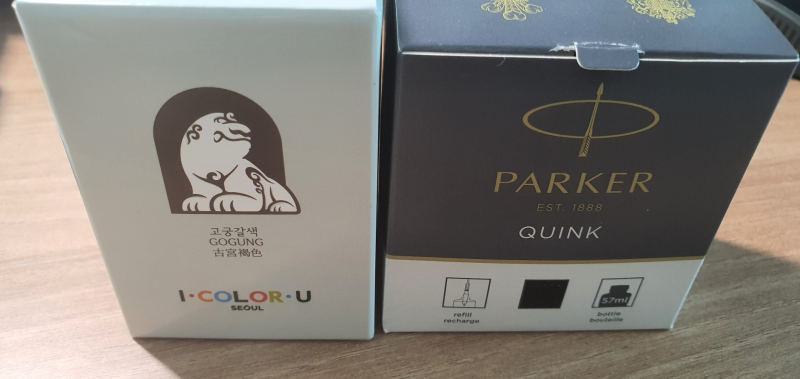 고궁갈색
GOGUNG
古宮褐色
I·COLOR·U
SEOUL
PARKER
EST. 1888
QUINK
refill
recharge
57ml
bottle
bouteille